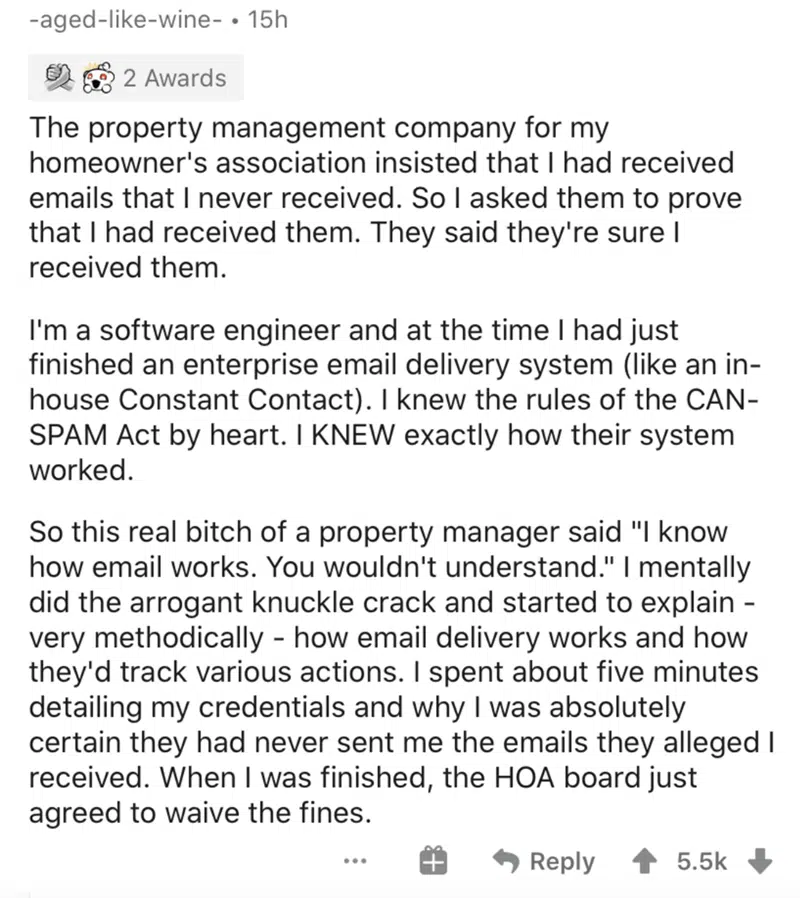 -aged-like-wine- • 15h
2 Awards
The property management company for my
homeowner's association insisted that I had received
emails that I never received. So I asked them to prove
that I had received them. They said they're sure I
received them.
I'm a software engineer and at the time I had just
finished an enterprise email delivery system (like an in-
house Constant Contact). I knew the rules of the CAN-
SPAM Act by heart. I KNEW exactly how their system
worked.
So this real bitch of a property manager said "I know
how email works. You wouldn't understand." I mentally
did the arrogant knuckle crack and started to explain -
very methodically - how email delivery works and how
they'd track various actions. I spent about five minutes
detailing my credentials and why I was absolutely
certain they had never sent me the emails they alleged I
received. When I was finished, the HOA board just
agreed to waive the fines.
... Reply 5.5k